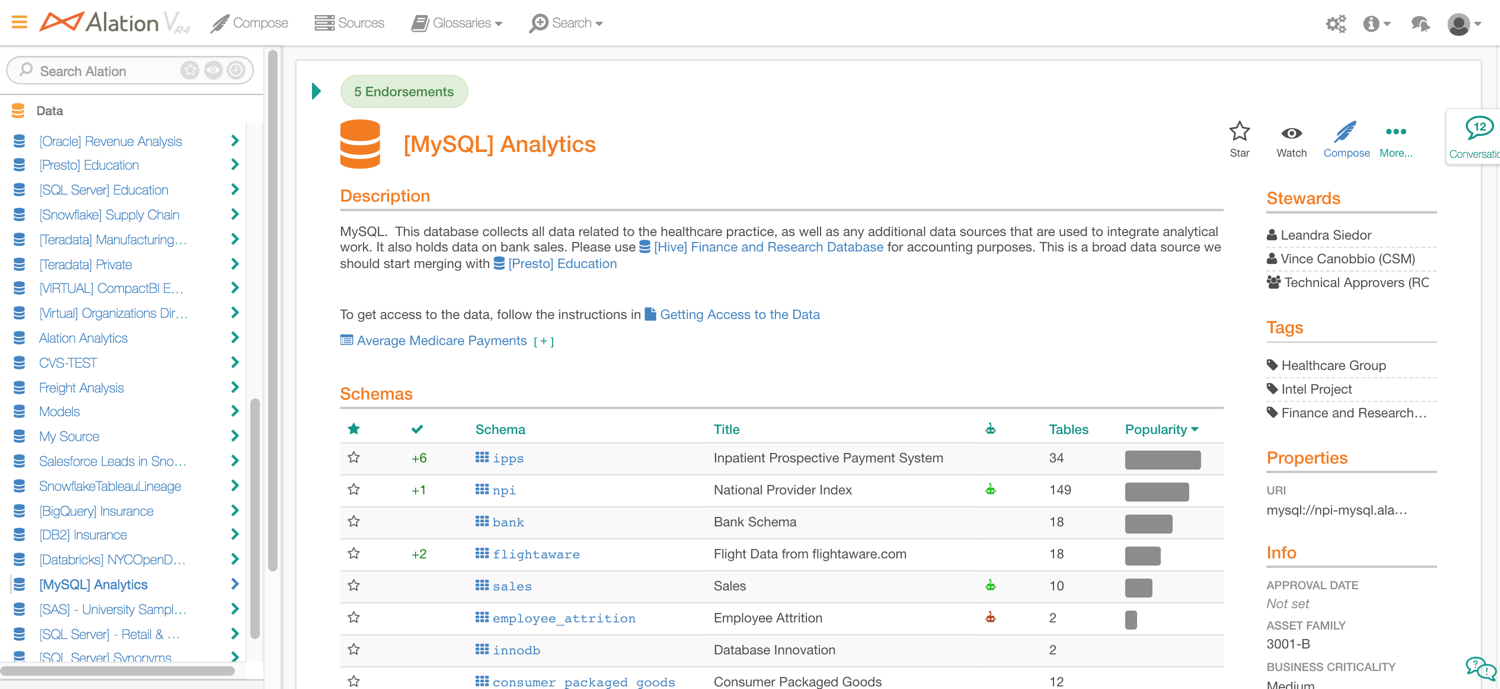 Alation V R4 Compose Sources Glossaries Search
Search Alation
Data
[Oracle] Revenue Analysis
[Presto] Education
[SQL Server] Education
[Snowflake] Supply Chain
[Teradata] Manufacturing...
[Teradata] Private
[VIRTUAL] CompactBI E...
[Virtual] Organizations Dir...
Alation Analytics
CVS-TEST
Freight Analysis
Models
My Source
Salesforce Leads in Sno...
SnowflakeTableauLineage
[BigQuery] Insurance
[DB2] Insurance
[Databricks] NYCOpenD...
[MySQL] Analytics
[SAS] - University Sampl...
[SQL Server] - Retail & ...
[SQL Server] Synonyms
5 Endorsements
[MySQL] Analytics
Star Watch Compose More...
12
Conversatio
Description
MySQL. This database collects all data related to the healthcare practice, as well as any additional data sources that are used to integrate analytical
work. It also holds data on bank sales. Please use [Hive] Finance and Research Database for accounting purposes. This is a broad data source we
should start merging with [Presto] Education
To get access to the data, follow the instructions in Getting Access to the Data
Average Medicare Payments [+]
Schemas
Schema Title Tables Popularity
+6 ipps Inpatient Prospective Payment System 34
+1 npi National Provider Index 149
bank Bank Schema 18
+2 flightaware Flight Data from flightaware.com 18
sales Sales 10
employee_attrition Employee Attrition 2
innodb Database Innovation 2
consumer_packaged_goods Consumer Packaged Goods 12
Stewards
Leandra Siedor
Vince Canobbio (CSM)
Technical Approvers (RC
Tags
Healthcare Group
Intel Project
Finance and Research...
Properties
URI
mysql://npi-mysql.ala...
Info
APPROVAL DATE
Not set
ASSET FAMILY
3001-B
BUSINESS CRITICALITY
Medium